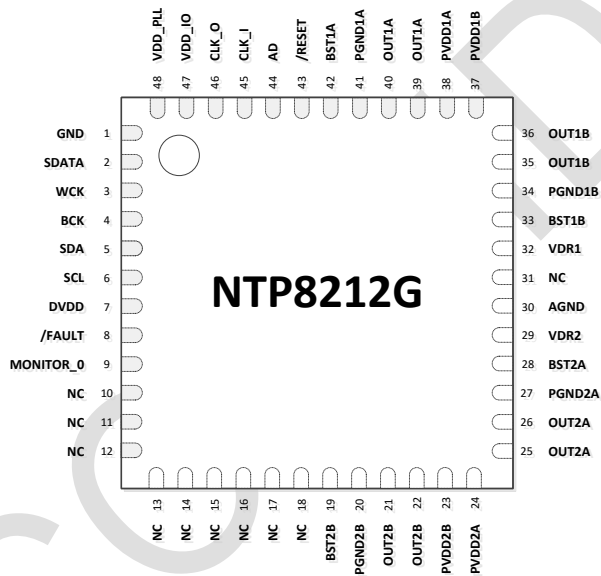 48 VDD_PLL
47 VDD_IO
46 CLK_O
45 CLK_I
44 AD
43 /RESET
42 BST1A
41 PGND1A
40 OUT1A
39 OUT1A
38 PVDD1A
37 PVDD1B
GND 1
SDATA 2
WCK 3
BCK 4
SDA 5
SCL 6
DVDD 7
/FAULT 8
MONITOR_0 9
NC 10
NC 11
NC 12
NTP8212G
36 OUT1B
35 OUT1B
34 PGND1B
33 BST1B
32 VDR1
31 NC
30 AGND
29 VDR2
28 BST2A
27 PGND2A
26 OUT2A
25 OUT2A
NC 13
NC 14
NC 15
NC 16
NC 17
NC 18
BST2B 19
PGND2B 20
OUT2B 21
OUT2B 22
PVDD2B 23
PVDD2A 24